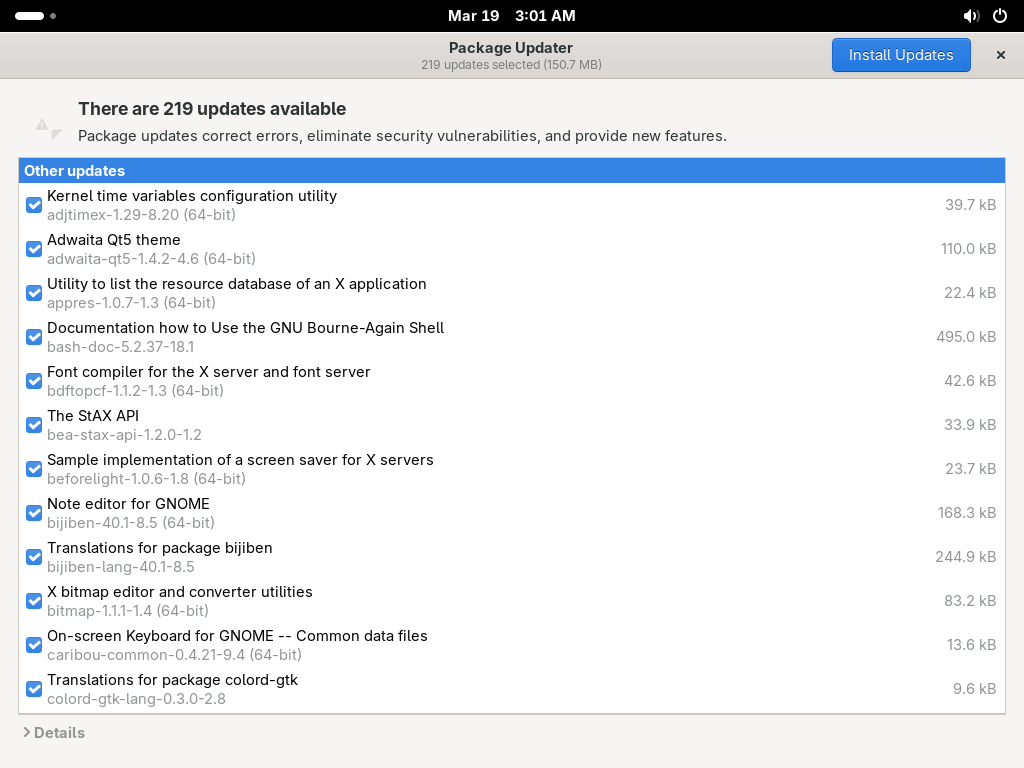 Mar 19 3:01 AM
Package Updater
219 updates selected (150.7 MB)
Install Updates
There are 219 updates available
Package updates correct errors, eliminate security vulnerabilities, and provide new features.
Other updates
Kernel time variables configuration utility
adjtimex-1.29-8.20 (64-bit)
39.7 kB
Adwaita Qt5 theme
adwaita-qt5-1.4.2-4.6 (64-bit)
110.0 kB
Utility to list the resource database of an X application
appres-1.0.7-1.3 (64-bit)
22.4 kB
Documentation how to Use the GNU Bourne-Again Shell
bash-doc-5.2.37-18.1
495.0 kB
Font compiler for the X server and font server
bdftopcf-1.1.2-1.3 (64-bit)
42.6 kB
The StAX API
bea-stax-api-1.2.0-1.2
33.9 kB
Sample implementation of a screen saver for X servers
beforelight-1.0.6-1.8 (64-bit)
23.7 kB
Note editor for GNOME
bijiben-40.1-8.5 (64-bit)
168.3 kB
Translations for package bijiben
bijiben-lang-40.1-8.5
244.9 kB
X bitmap editor and converter utilities
bitmap-1.1.1-1.4 (64-bit)
83.2 kB
On-screen Keyboard for GNOME -- Common data files
caribou-common-0.4.21-9.4 (64-bit)
13.6 kB
Translations for package colord-gtk
colord-gtk-lang-0.3.0-2.8
9.6 kB
Details